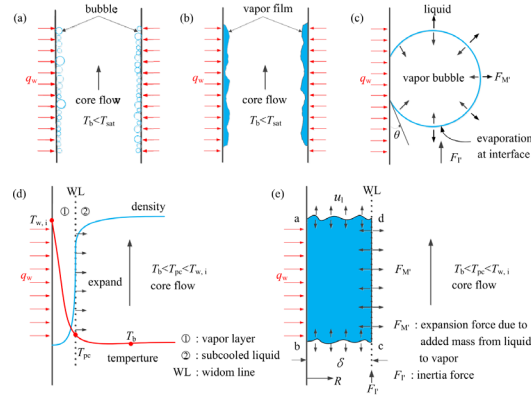 (a)
bubble
q_w
core flow
T_b<T_sat
(b)
vapor film
q_w
core flow
T_b<T_sat
(c)
liquid
q_w
vapor bubble
F_M'
θ
evaporation
at interface
F_I'
(d)
WL
T_w, i
① ②
density
q_w
expand
T_b<T_pc<T_w, i
core flow
T_b
T_pc
temperture
① : vapor layer
② : subcooled liquid
WL : widom line
(e)
WL
u_l
a
d
q_w
F_M'
T_b<T_pc<T_w, i
core flow
F_M'
b
c
δ
R
F_I'
F_M' : expansion force due to
added mass from liquid
to vapor
F_I' : inertia force